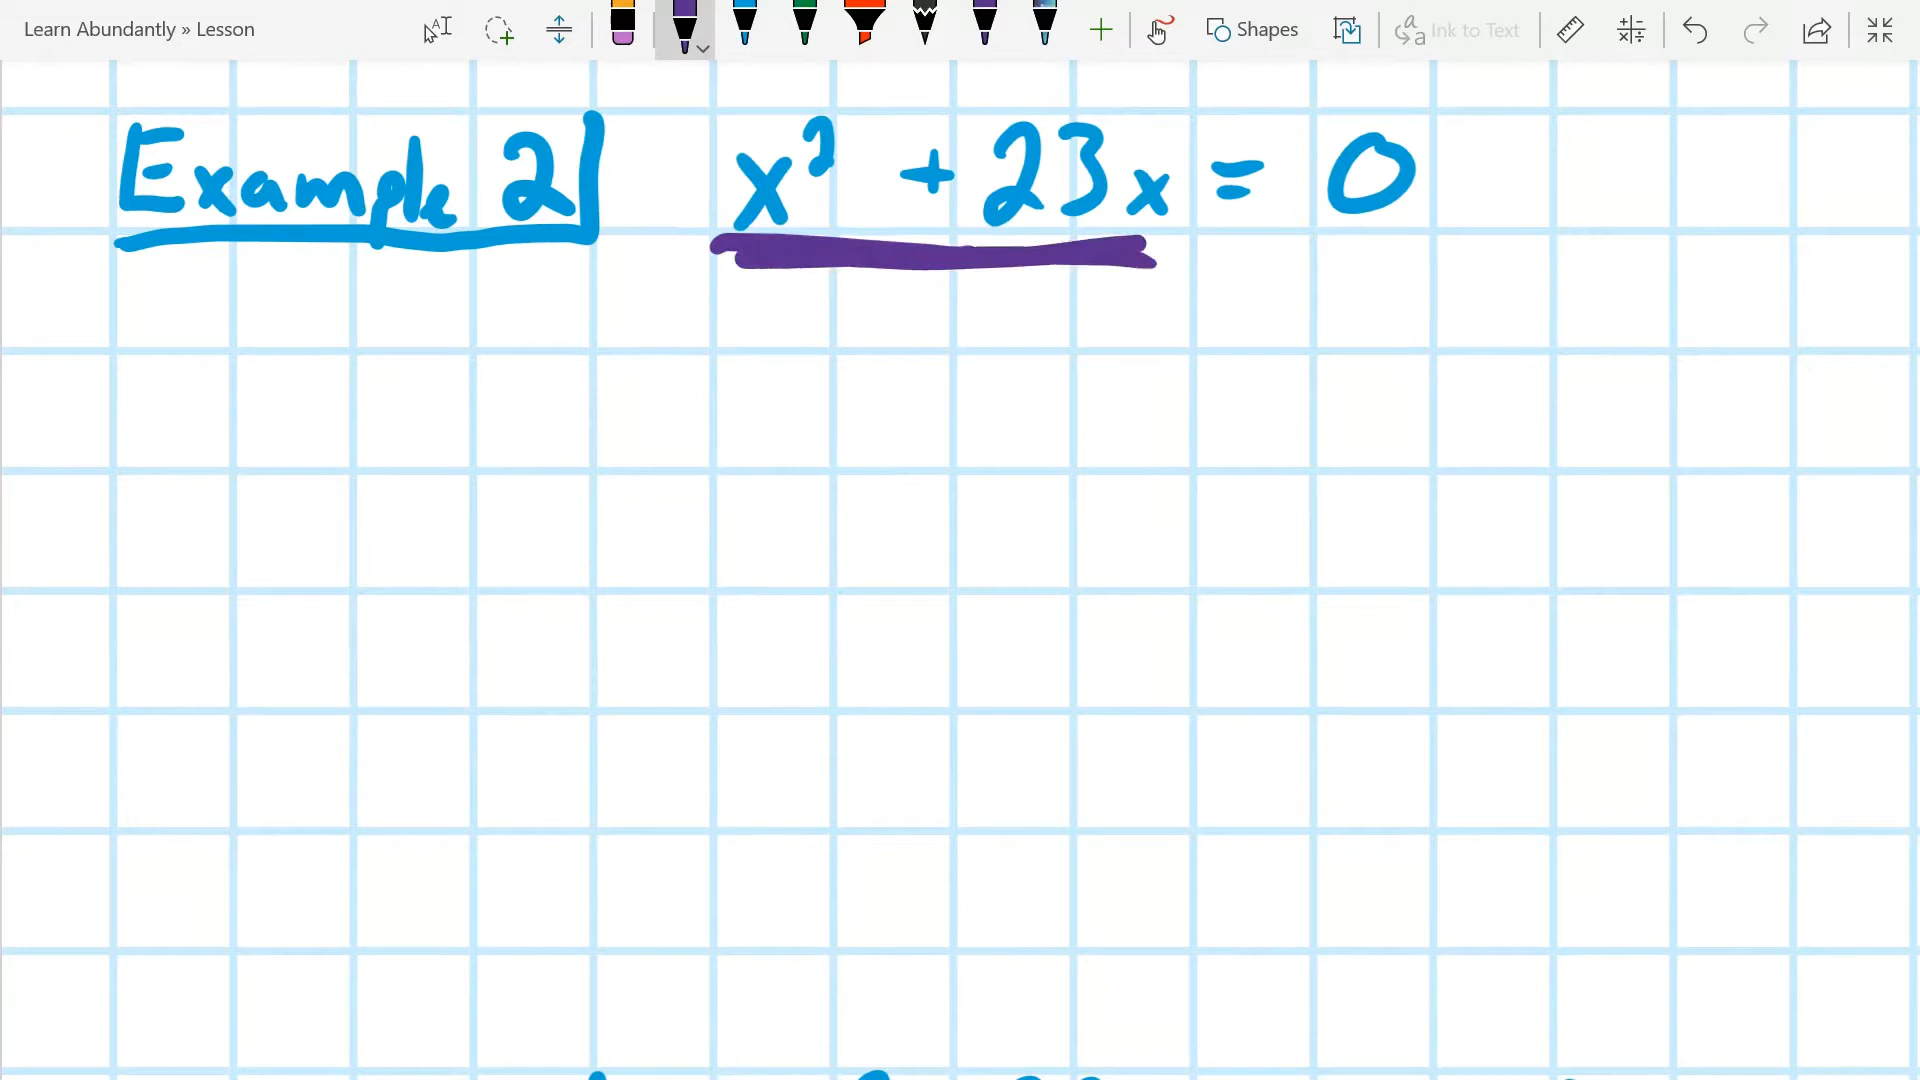 Learn Abundantly » Lesson
Shapes
Ink to Text
Example 2 x² + 23x = 0